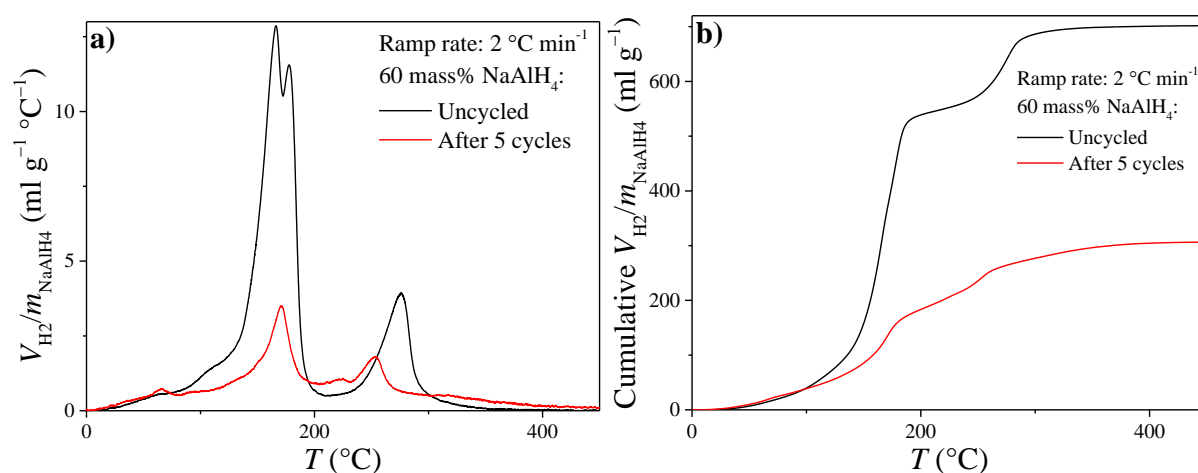 a)
Ramp rate: 2 °C min⁻¹
60 mass% NaAlH₄:
Uncycled
After 5 cycles
V_H2/m_NaAlH4 (ml g⁻¹ °C⁻¹)
10
5
0
0
200
400
T (°C)
b)
Ramp rate: 2 °C min⁻¹
60 mass% NaAlH₄:
Uncycled
After 5 cycles
Cumulative V_H2/m_NaAlH4 (ml g⁻¹)
600
400
200
0
0
200
400
T (°C)